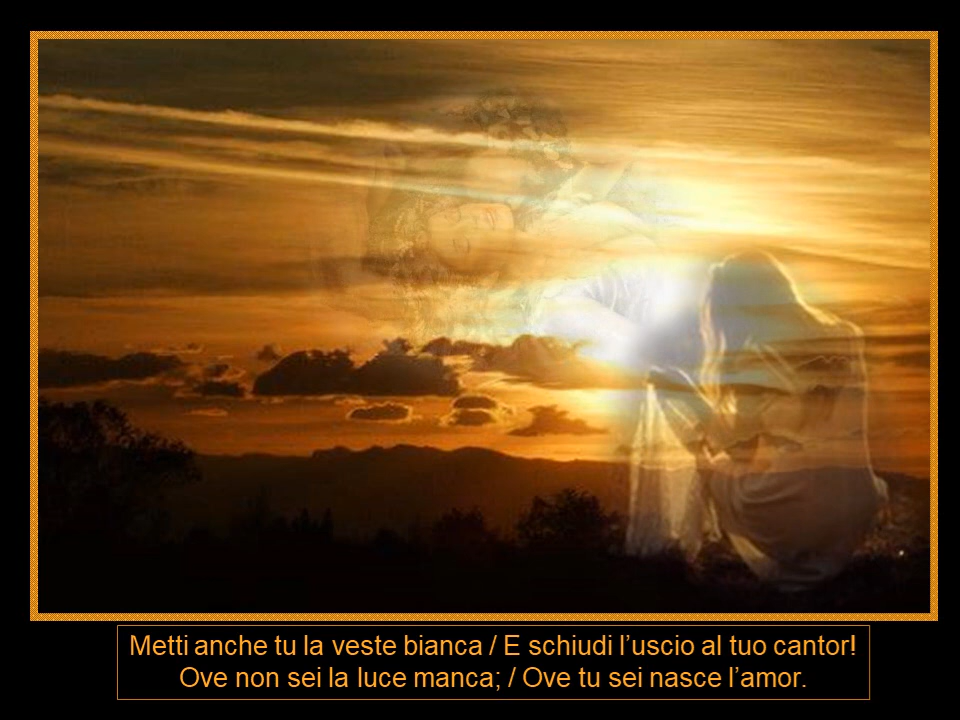 Metti anche tu la veste bianca / E schiudi l’uscio al tuo cantor!
Ove non sei la luce manca; / Ove tu sei nasce l’amor.